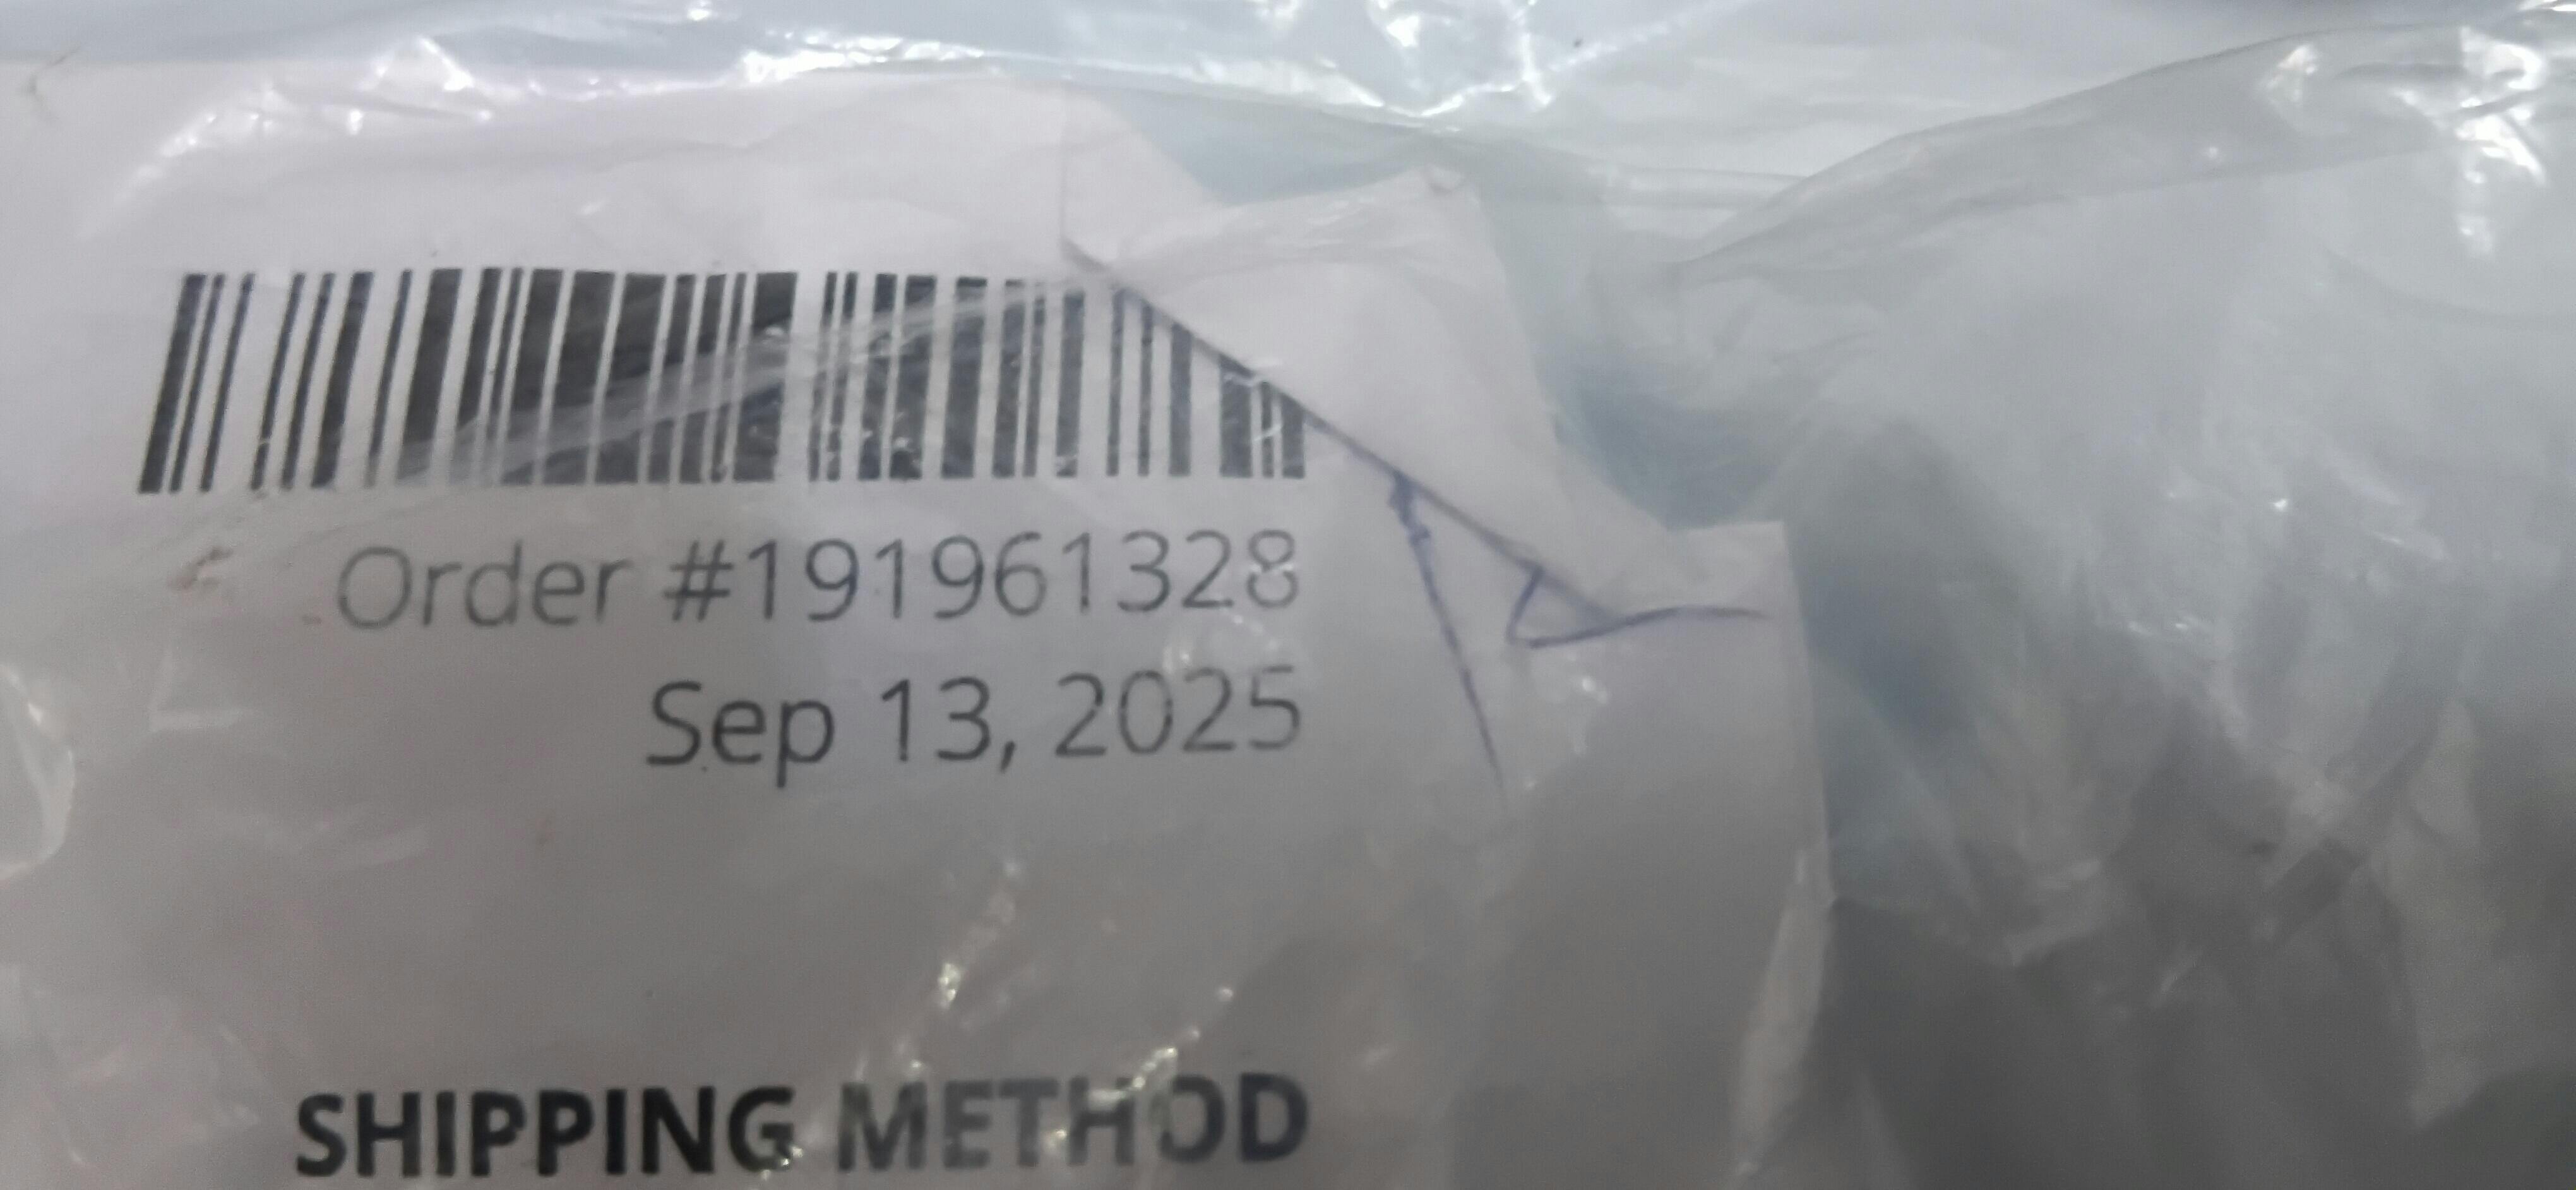 Order #191961328
Sep 13, 2025
SHIPPING METHOD